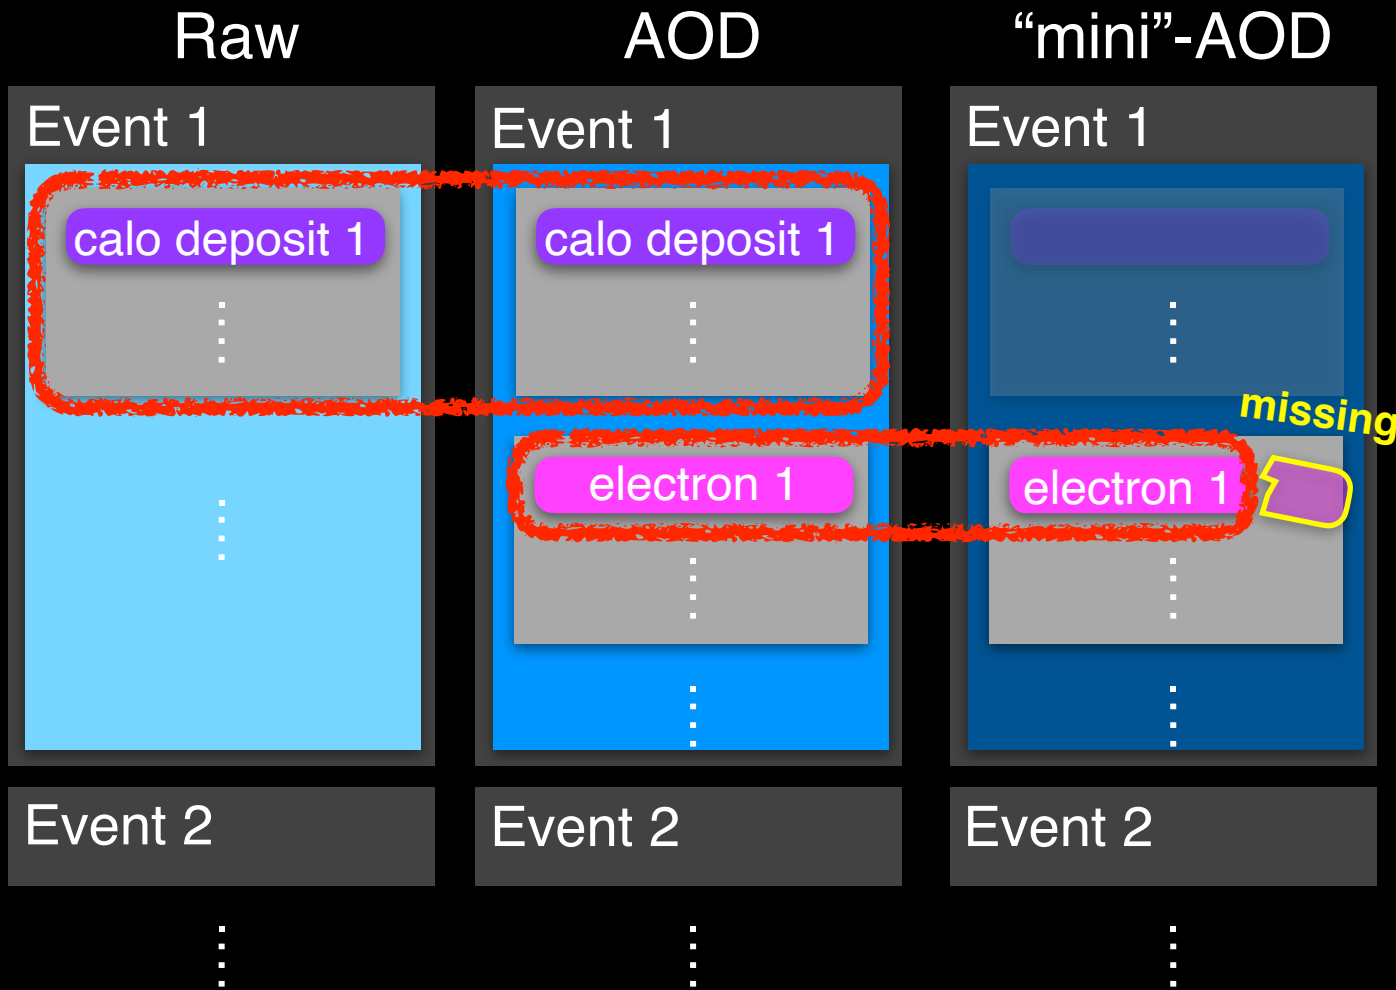 Raw
AOD
“mini”-AOD
Event 1
Event 1
Event 1
calo deposit 1
calo deposit 1
missing
electron 1
electron 1
Event 2
Event 2
Event 2